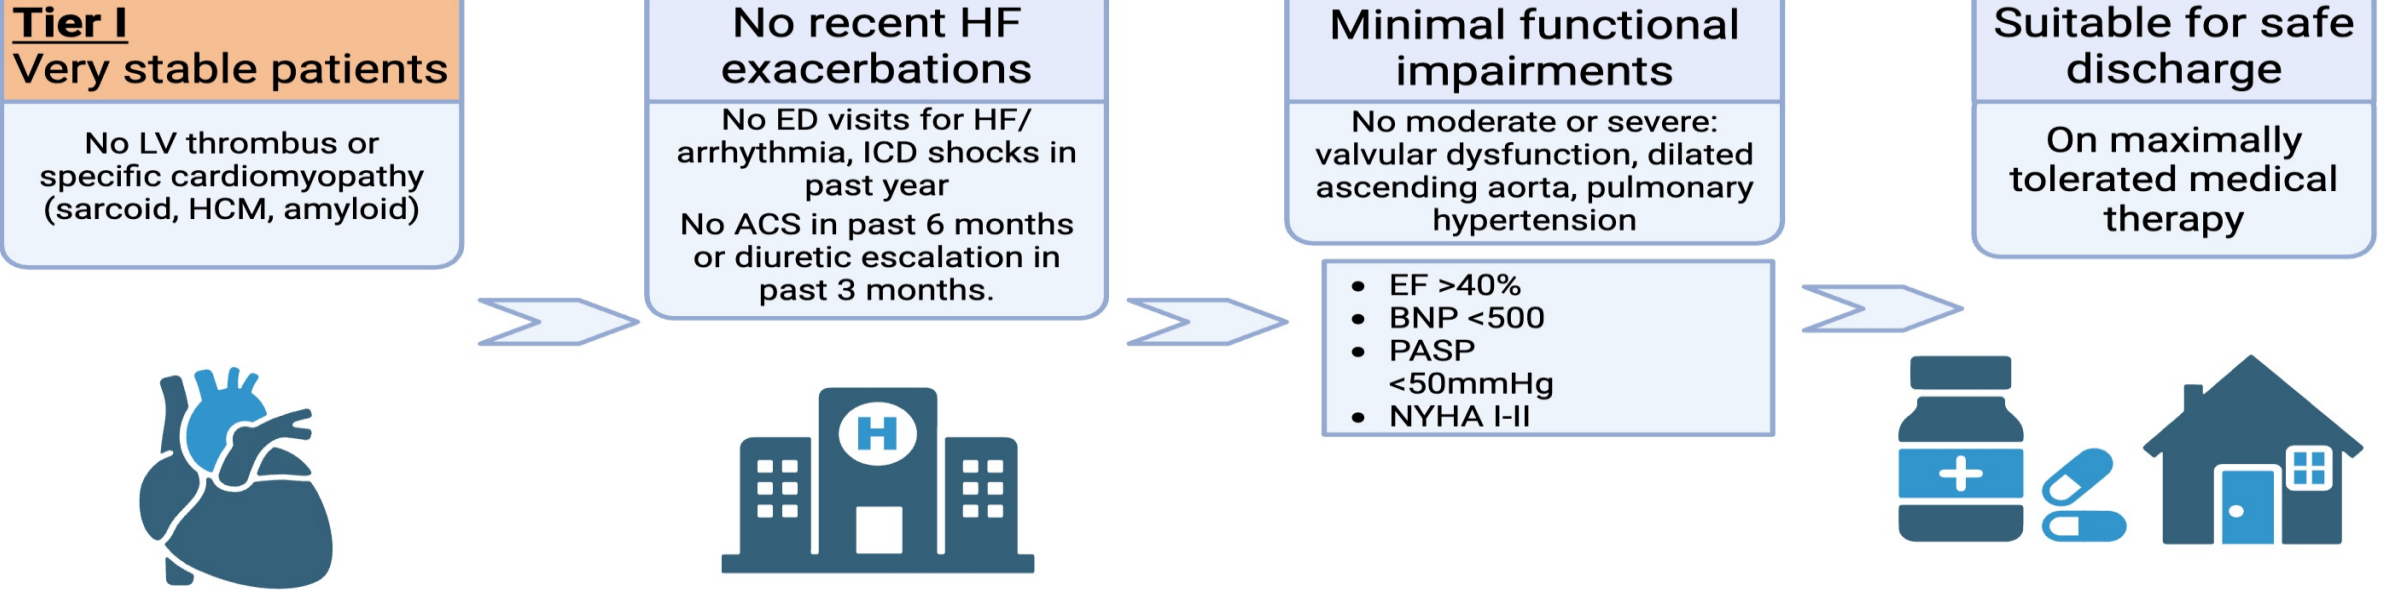 Tier I
Very stable patients
No LV thrombus or
specific cardiomyopathy
(sarcoid, HCM, amyloid)
No recent HF
exacerbations
No ED visits for HF/
arrhythmia, ICD shocks in
past year
No ACS in past 6 months
or diuretic escalation in
past 3 months.
Minimal functional
impairments
No moderate or severe:
valvular dysfunction, dilated
ascending aorta, pulmonary
hypertension
• EF >40%
• BNP <500
• PASP
<50mmHg
• NYHA I-II
Suitable for safe
discharge
On maximally
tolerated medical
therapy
H